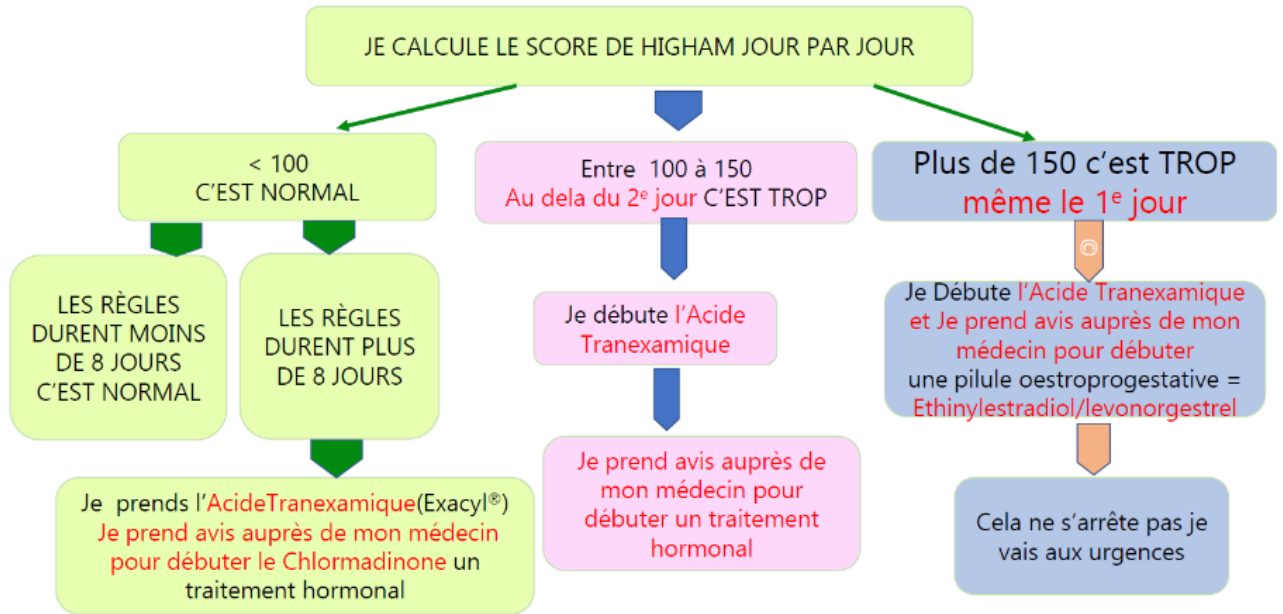 JE CALCULE LE SCORE DE HIGHAM JOUR PAR JOUR
< 100
C'EST NORMAL
LES RÈGLES
DURENT MOINS
DE 8 JOURS
C'EST NORMAL
LES RÈGLES
DURENT PLUS
DE 8 JOURS
Je prends l'AcideTranexamique(Exacyl®)
Je prend avis auprès de mon médecin
pour débuter le Chlormadinone un
traitement hormonal
Entre 100 à 150
Au dela du 2e jour C'EST TROP
Je débute l'Acide
Tranexamique
Je prend avis auprès de
mon médecin pour
débuter un traitement
hormonal
Plus de 150 c'est TROP
même le 1e jour
©
Je Débute l'Acide Tranexamique
et Je prend avis auprès de mon
médecin pour débuter
une pilule oestroprogestative =
Ethinylestradiol/levonorgestrel
Cela ne s'arrête pas je
vais aux urgences